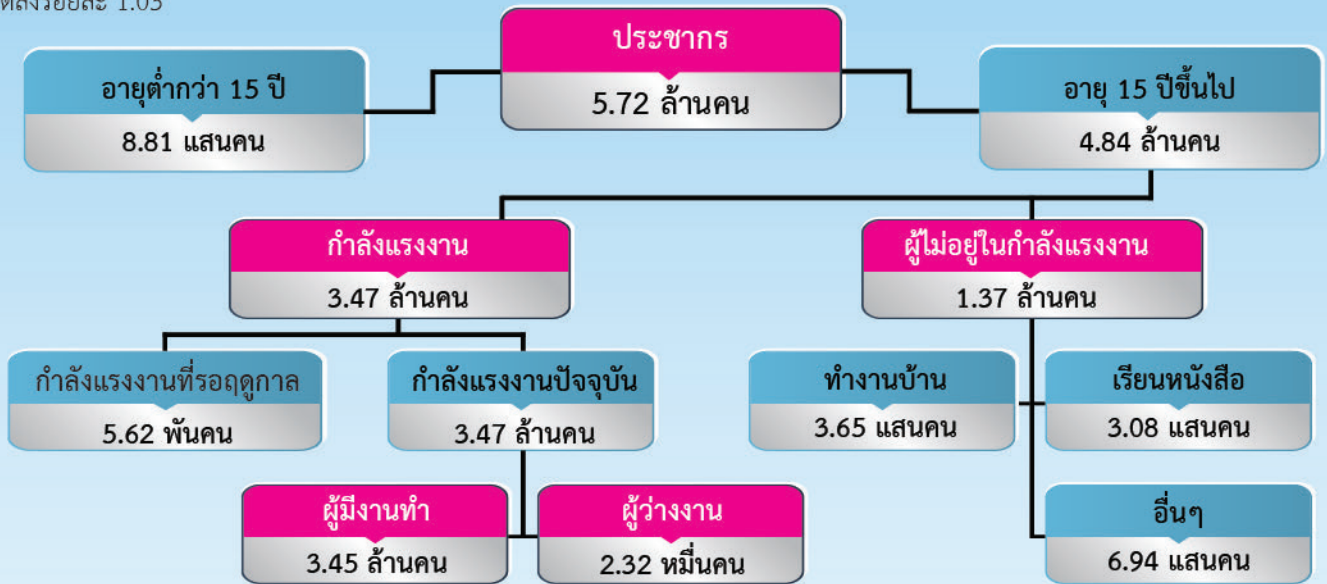 ประชากร
5.72 ล้านคน
อายุต่ำกว่า 15 ปี
8.81 แสนคน
อายุ 15 ปีขึ้นไป
4.84 ล้านคน
กำลังแรงงาน
3.47 ล้านคน
ผู้ไม่อยู่ในกำลังแรงงาน
1.37 ล้านคน
กำลังแรงงานที่รอฤดูกาล
5.62 พันคน
กำลังแรงงานปัจจุบัน
3.47 ล้านคน
ทำงานบ้าน
3.65 แสนคน
เรียนหนังสือ
3.08 แสนคน
ผู้มีงานทำ
3.45 ล้านคน
ผู้ว่างงาน
2.32 หมื่นคน
อื่นๆ
6.94 แสนคน